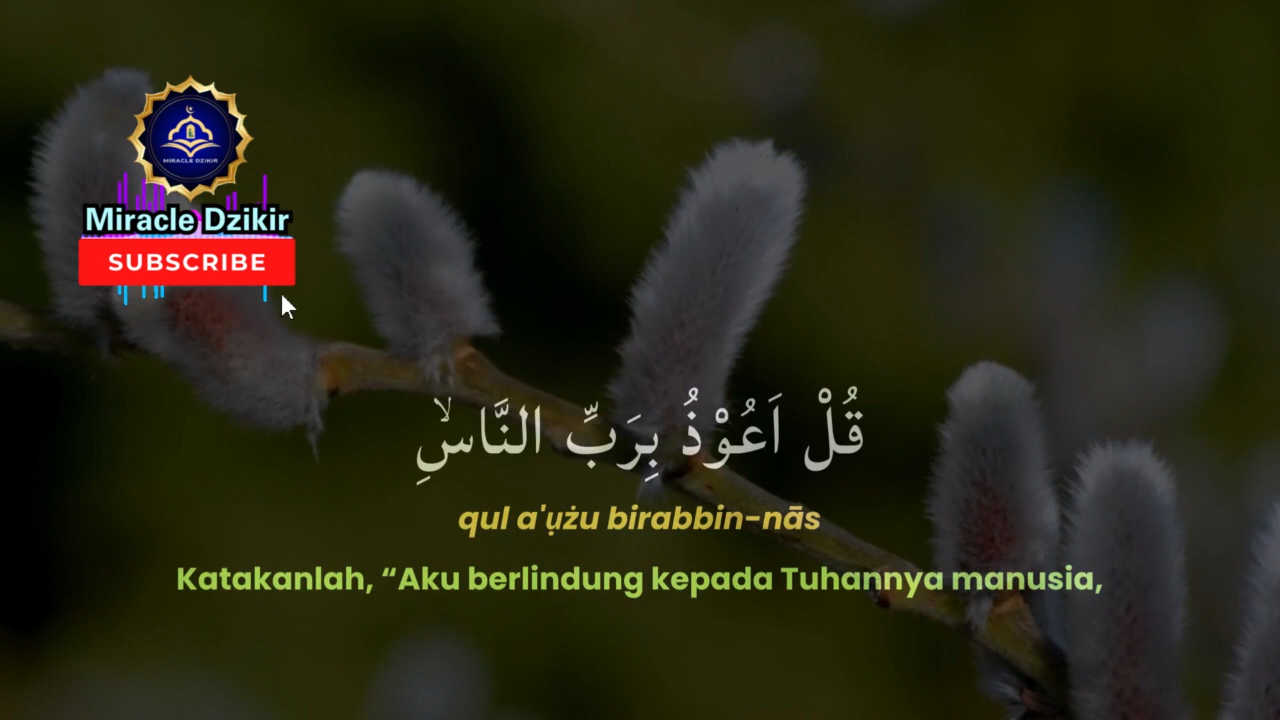 MIRACLE DZIKIR
Miracle Dzikir
SUBSCRIBE
قُلْ اَعُوْذُ بِرَبِّ النَّاسِۙ
qul a'ụżu birabbin-nās
Katakanlah, “Aku berlindung kepada Tuhannya manusia,